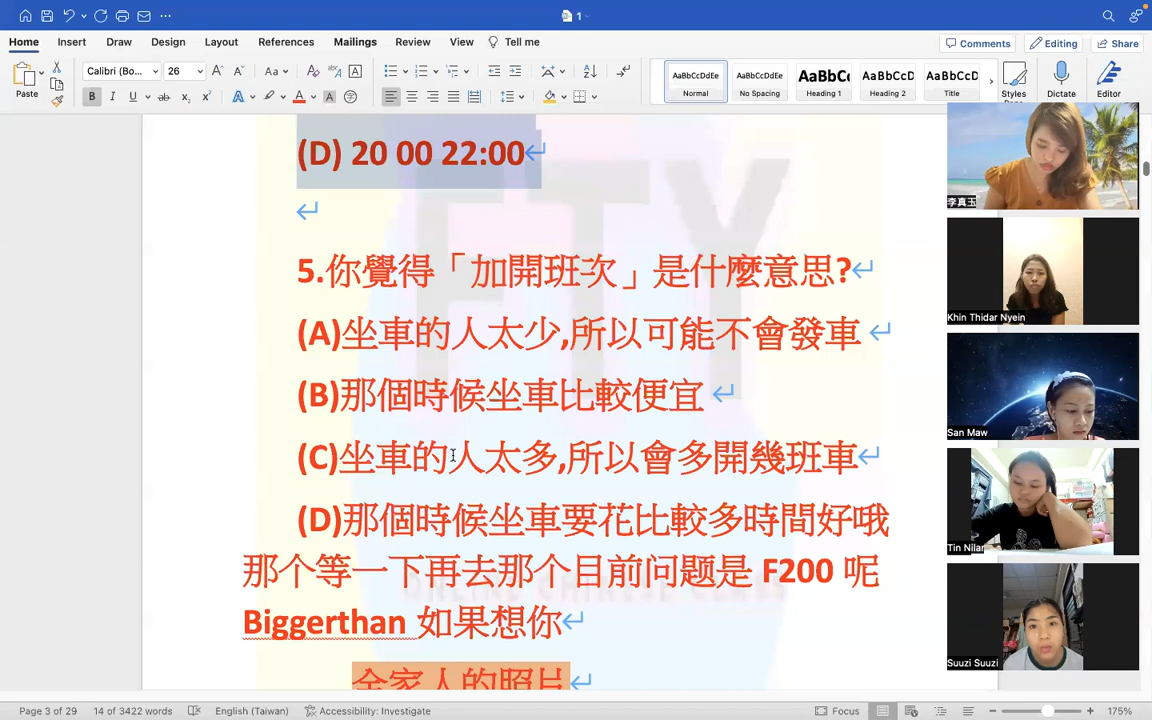 1
Home Insert Draw Design Layout References Mailings Review View Tell me
Comments Editing Share
Paste
Calibri (Bo... 26
Aa
AaBbCcDdEe AaBbCcDdEe AaBbCc AaBbCcD AaBbCcD
Normal No Spacing Heading 1 Heading 2 Title
Styles
Dictate Editor
(D) 20 00 22:00
5.你覺得「加開班次」是什麼意思?
(A)坐車的人太少,所以可能不會發車
(B)那個時候坐車比較便宜
(C)坐車的人太多,所以會多開幾班車
(D)那個時候坐車要花比較多時間好哦
那个等一下再去那个目前问题是 F200 呢
Biggerthan 如果想你
全家人的照片
FTY
ONLINE CHINESE CLASS
李真玉
Khin Thidar Nyein
San Maw
Tin Nilar
Suuzi Suuzi
Page 3 of 29 14 of 3422 words English (Taiwan) Accessibility: Investigate Focus 175%